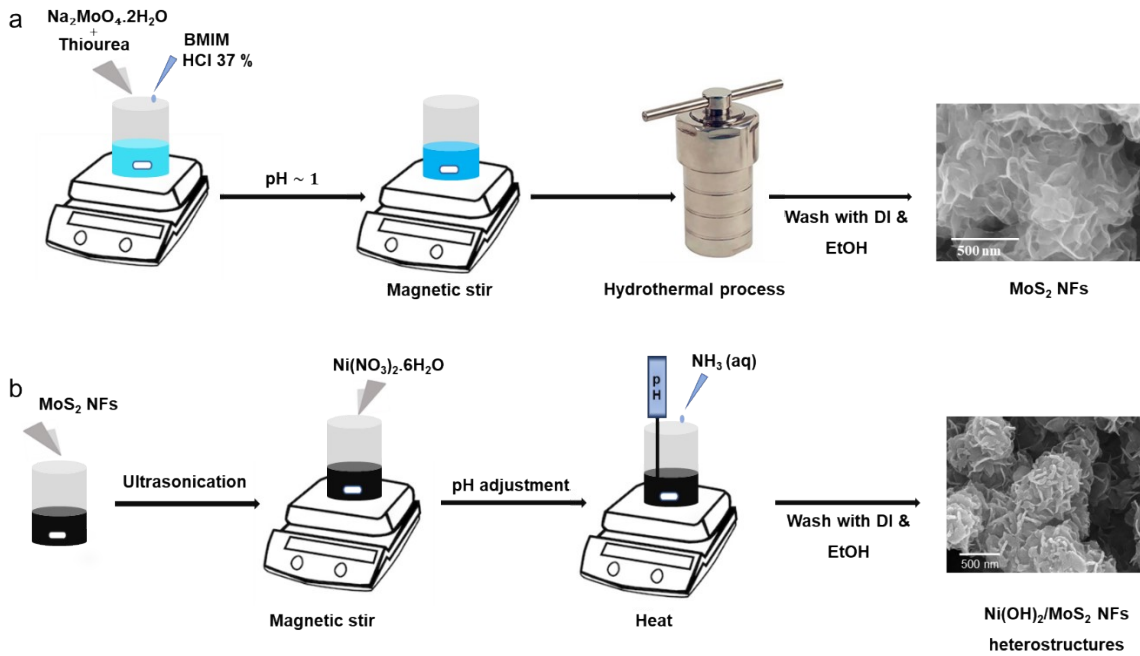 a
Na₂MoO₄.2H₂O
+
Thiourea
BMIM
HCl 37 %
pH ~ 1
Magnetic stir
Hydrothermal process
Wash with DI &
EtOH
500 nm
MoS₂ NFs
b
MoS₂ NFs
Ultrasonication
Ni(NO₃)₂.6H₂O
Magnetic stir
pH adjustment
p
H
NH₃ (aq)
Heat
Wash with DI &
EtOH
500 nm
Ni(OH)₂/MoS₂ NFs
heterostructures